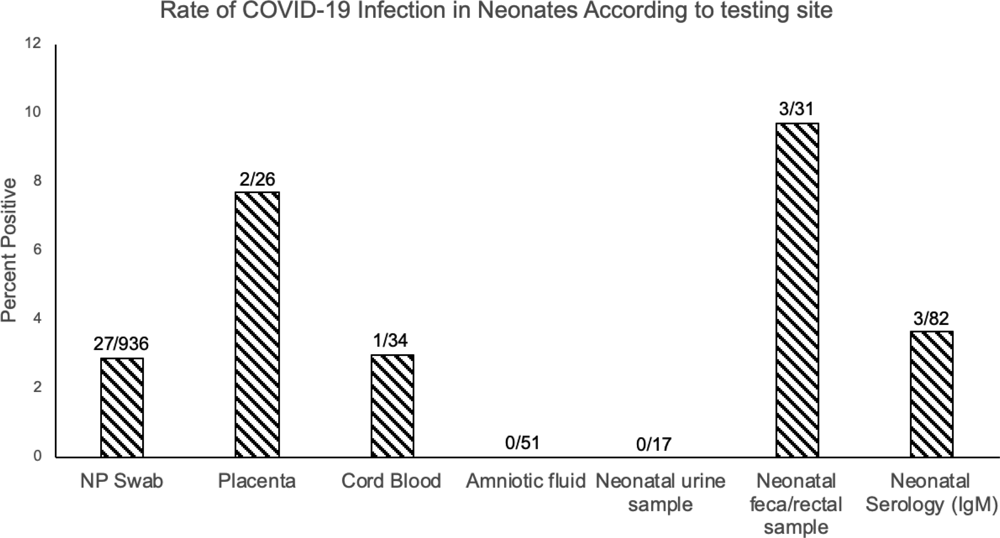 Rate of COVID-19 Infection in Neonates According to testing site
12
10
8
6
4
2
0
Percent Positive
27/936
2/26
1/34
0/51
0/17
3/31
3/82
NP Swab
Placenta
Cord Blood
Amniotic fluid
Neonatal urine
sample
Neonatal
feca/rectal
sample
Neonatal
Serology (IgM)